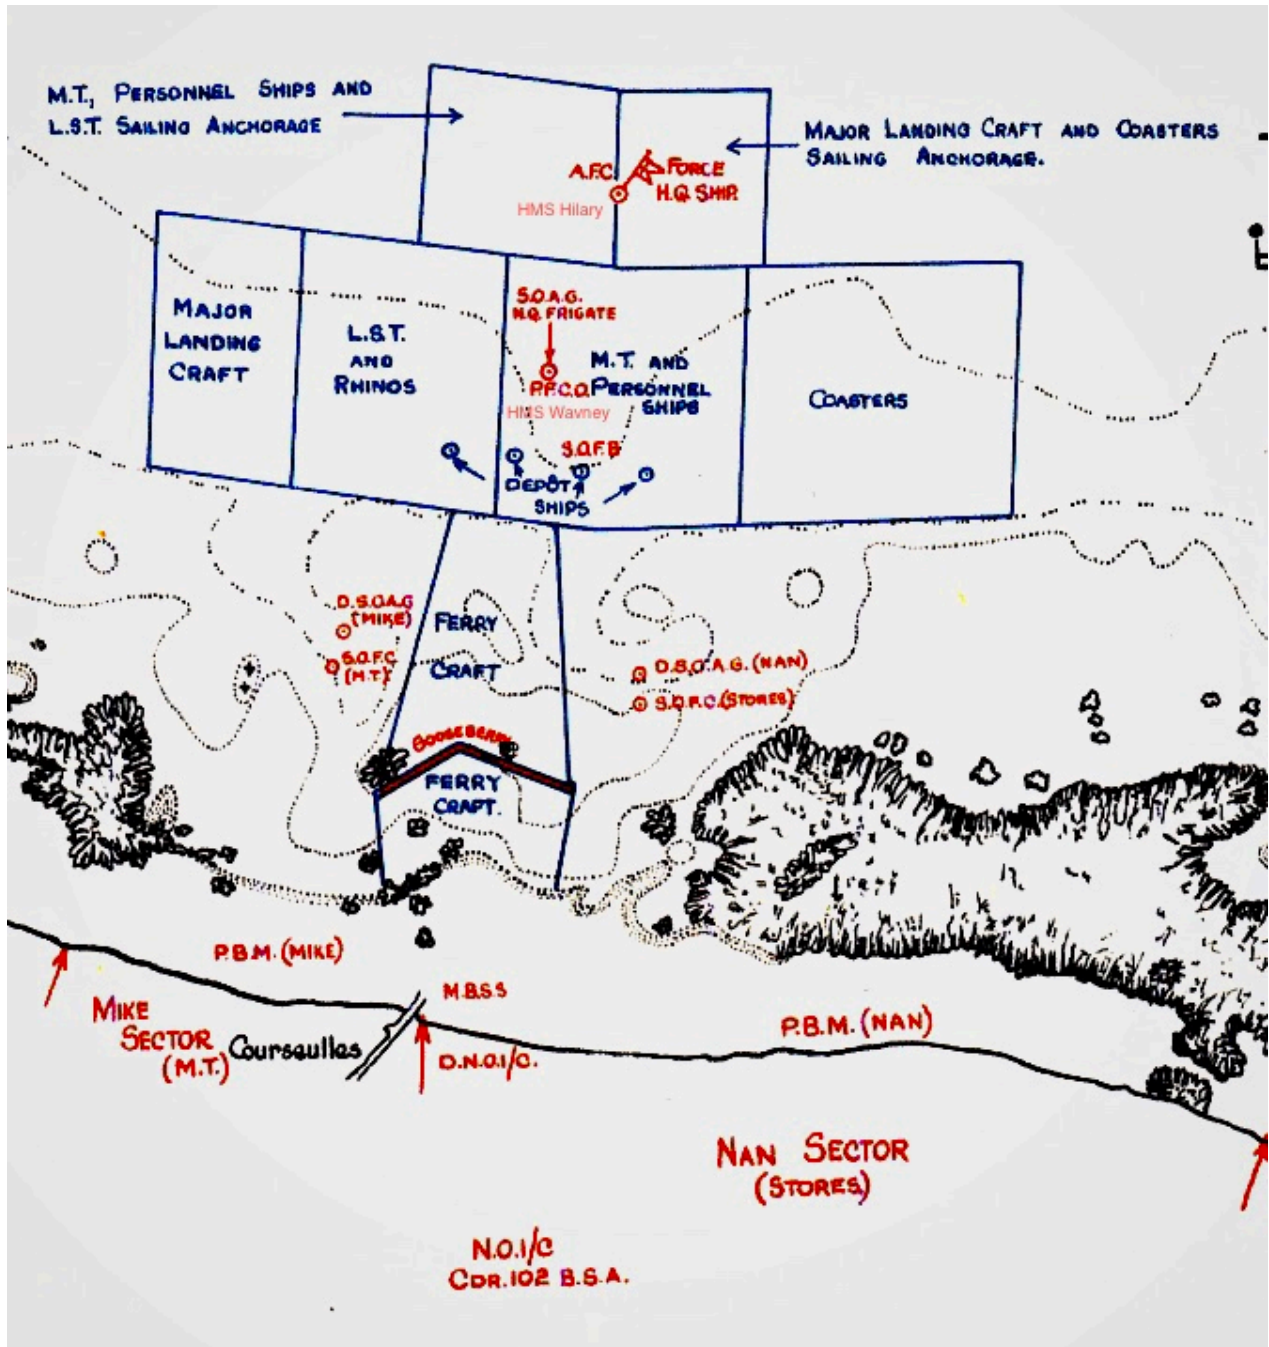 M.T., PERSONNEL SHIPS AND
L.S.T. SAILING ANCHORAGE
MAJOR LANDING CRAFT AND COASTERS
SAILING ANCHORAGE.
A.F.C.
FORCE
H.Q. SHIP.
HMS Hilary
MAJOR
LANDING
CRAFT
L.S.T.
AND
RHINOS
S.O.A.G.
H.Q. FRIGATE
P.F.C.O.
HMS Wavney
M.T. AND
PERSONNEL
SHIPS
S.O.F.B
DEPOT
SHIPS
COASTERS
D.S.O.A.G
(MIKE)
S.O.F.C
(M.T.)
FERRY
CRAFT
D.S.O.A.G. (NAN)
S.O.F.C. (STORES)
GOOSEBERRY
FERRY
CRAFT.
P.B.M. (MIKE)
M.B.S.S
P.B.M. (NAN)
MIKE
SECTOR
(M.T.)
Courseulles
D.N.O.I/C.
NAN SECTOR
(STORES)
N.O.I/C
CDR. 102 B.S.A.